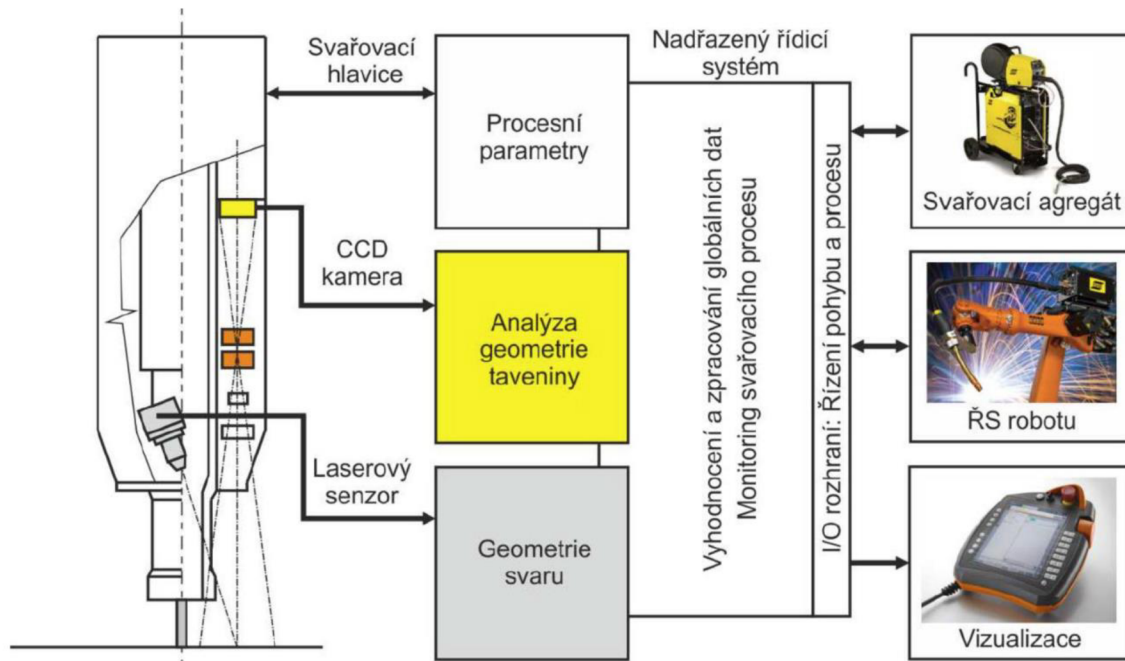 Svařovací
hlavice
Procesní
parametry
CCD
kamera
Analýza
geometrie
taveniny
Laserový
senzor
Geometrie
svaru
Nadřazený řídicí
systém
Vyhodnocení a zpracování globálních dat
Monitoring svařovacího procesu
I/O rozhraní: Řízení pohybu a procesu
Svařovací agregát
ŘS robotu
Vizualizace